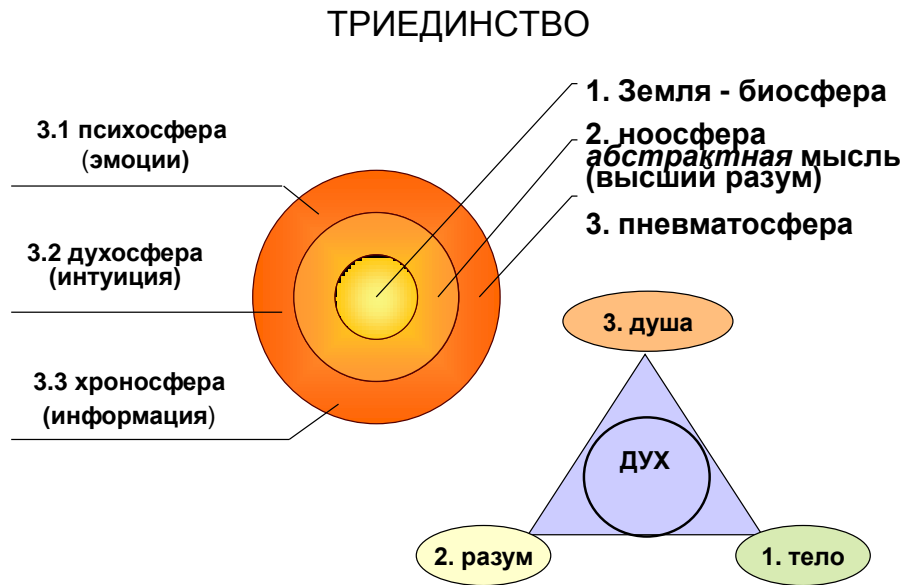 ТРИЕДИНСТВО
3.1 психосфера
(эмоции)
3.2 духосфера
(интуиция)
3.3 хроносфера
(информация)
1. Земля - биосфера
2. ноосфера
абстрактная мысль
(высший разум)
3. пневматосфера
3. душа
ДУХ
2. разум
1. тело